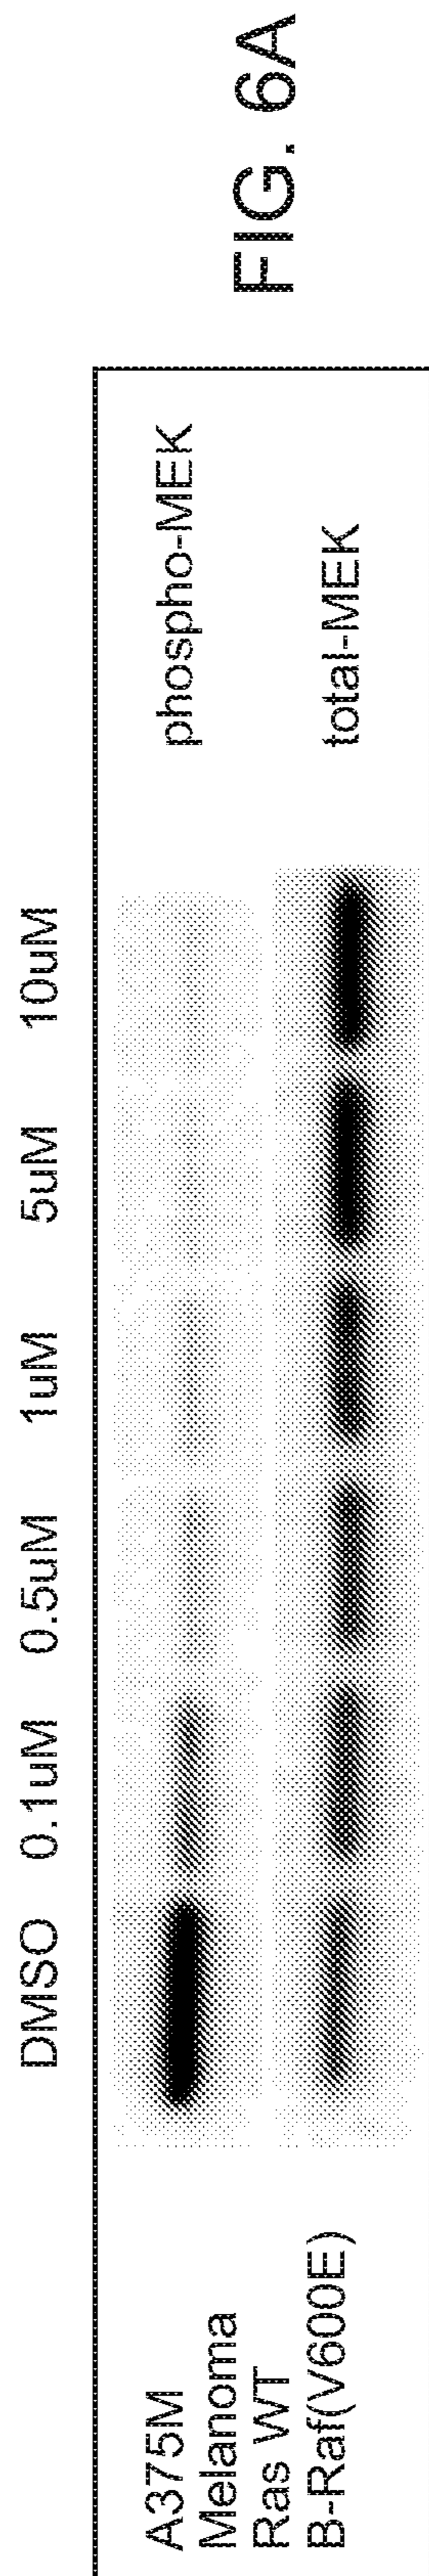 DMSO 0.1uM 0.5uM 1uM 5uM 10uM
A375M
Melanoma
Ras WT
B-Raf(V600E)
phospho-MEK
total-MEK
FIG. 6A